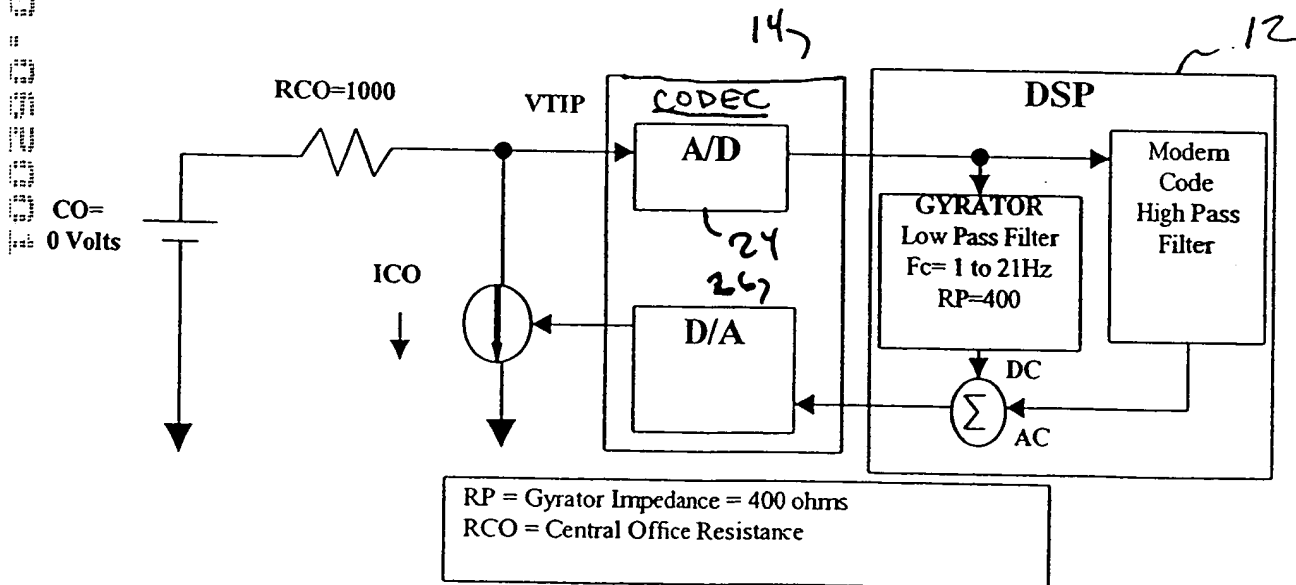 14
12
RCO=1000
VTIP
CODEC
DSP
A/D
Modem
Code
High Pass
Filter
CO=
0 Volts
24
GYRATOR
Low Pass Filter
Fc= 1 to 21Hz
RP=400
ICO
26
D/A
DC
Σ
AC
RP = Gyrator Impedance = 400 ohms
RCO = Central Office Resistance